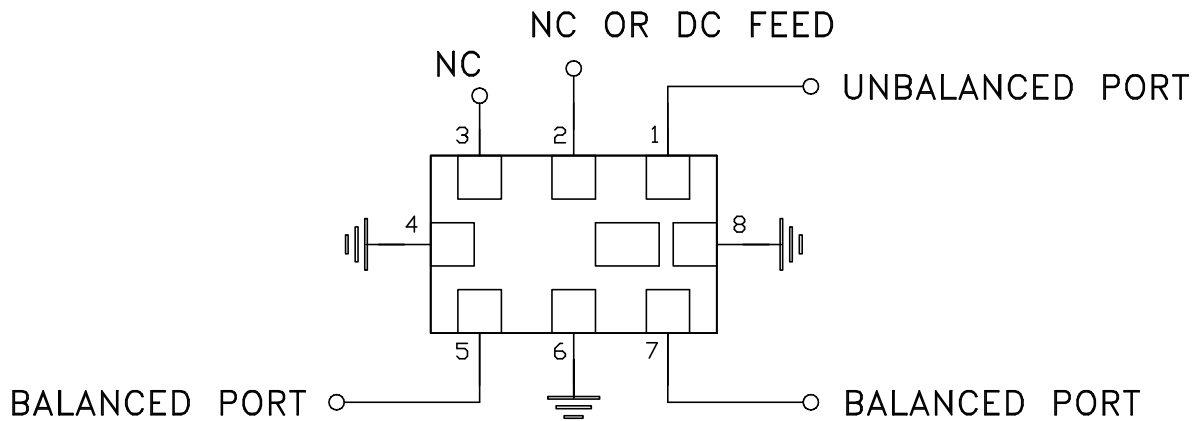 NC OR DC FEED
NC
UNBALANCED PORT
3 2 1
4 8
5 6 7
BALANCED PORT BALANCED PORT